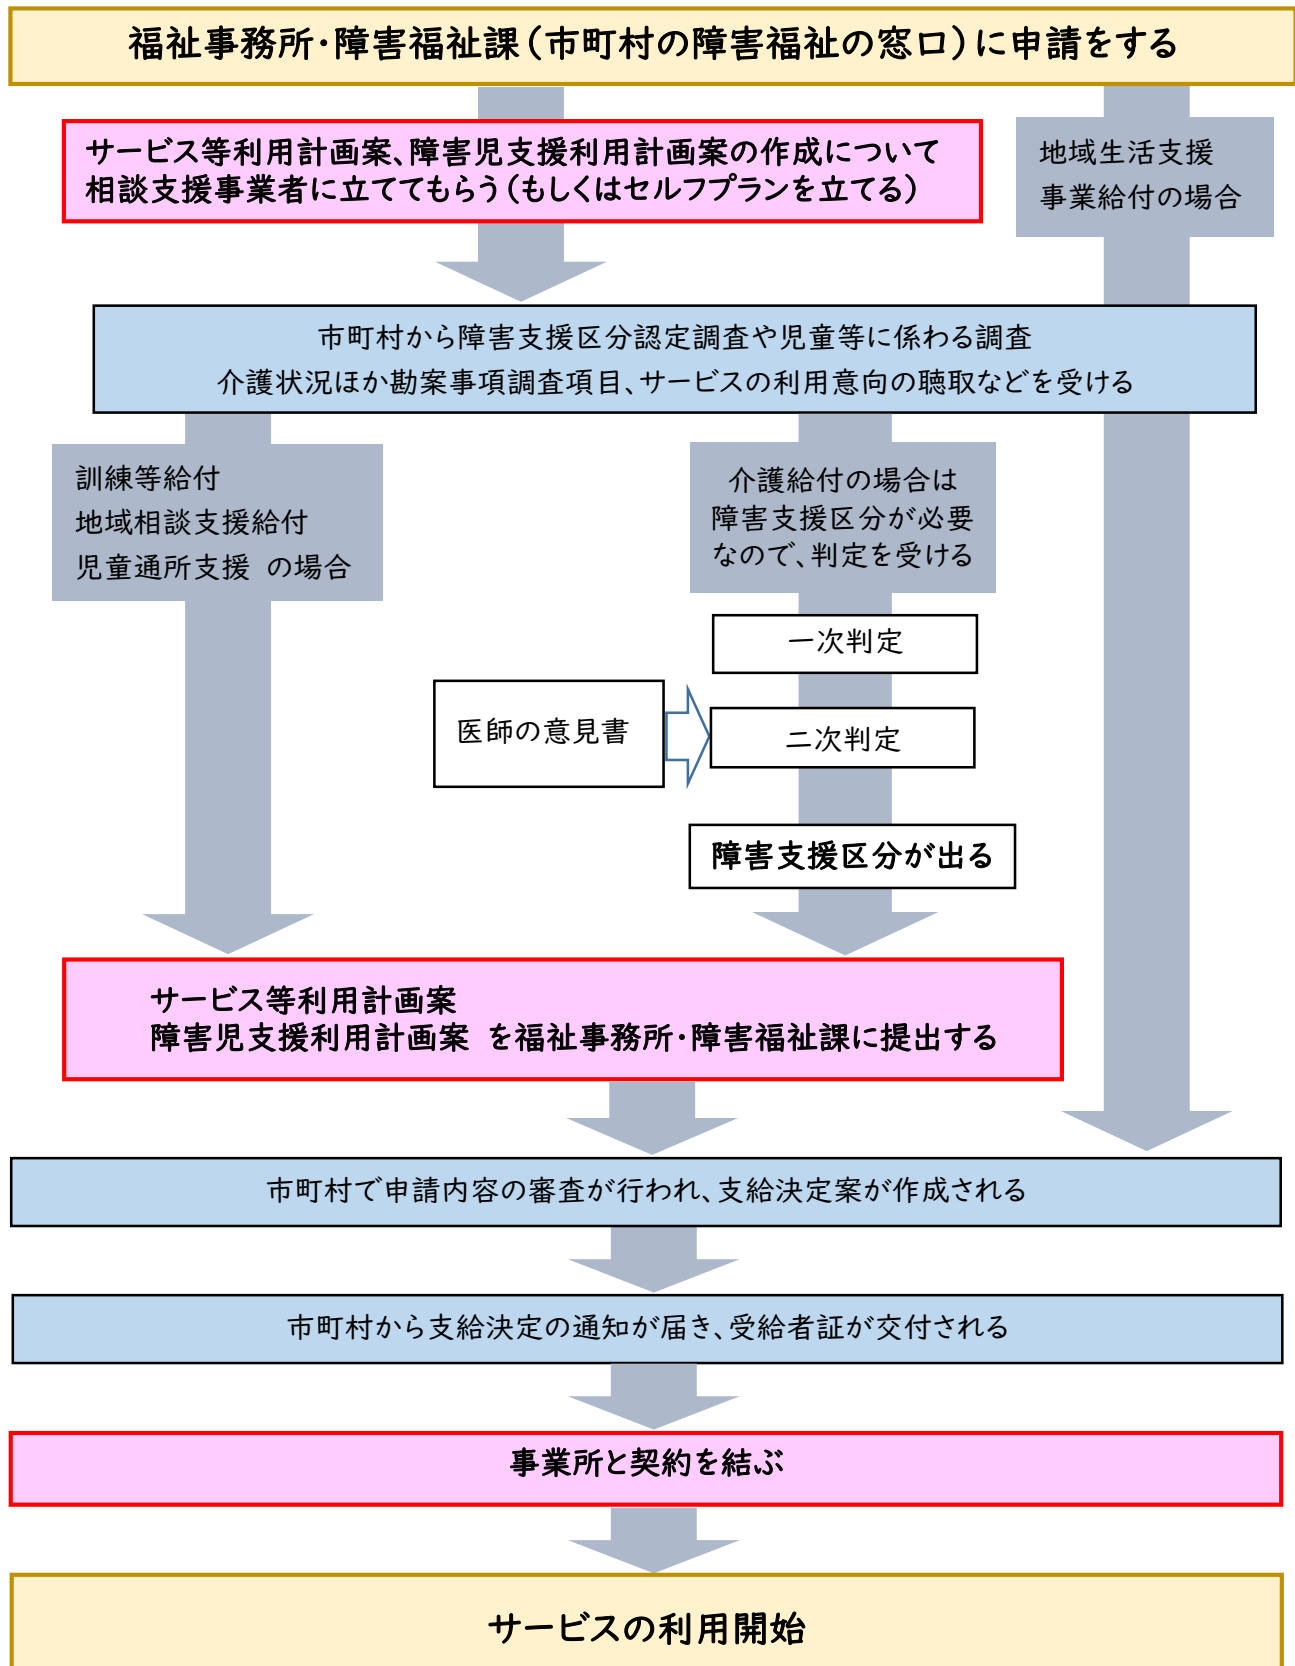 福祉事務所・障害福祉課（市町村の障害福祉の窓口）に申請をする
サービス等利用計画案、障害児支援利用計画案の作成について
相談支援事業者に立ててもらう（もしくはセルフプランを立てる）
地域生活支援
事業給付の場合
市町村から障害支援区分認定調査や児童等に係わる調査
介護状況ほか勘案事項調査項目、サービスの利用意向の聴取などを受ける
訓練等給付
地域相談支援給付
児童通所支援 の場合
介護給付の場合は
障害支援区分が必要
なので、判定を受ける
一次判定
医師の意見書
二次判定
障害支援区分が出る
サービス等利用計画案
障害児支援利用計画案 を福祉事務所・障害福祉課に提出する
市町村で申請内容の審査が行われ、支給決定案が作成される
市町村から支給決定の通知が届き、受給者証が交付される
事業所と契約を結ぶ
サービスの利用開始